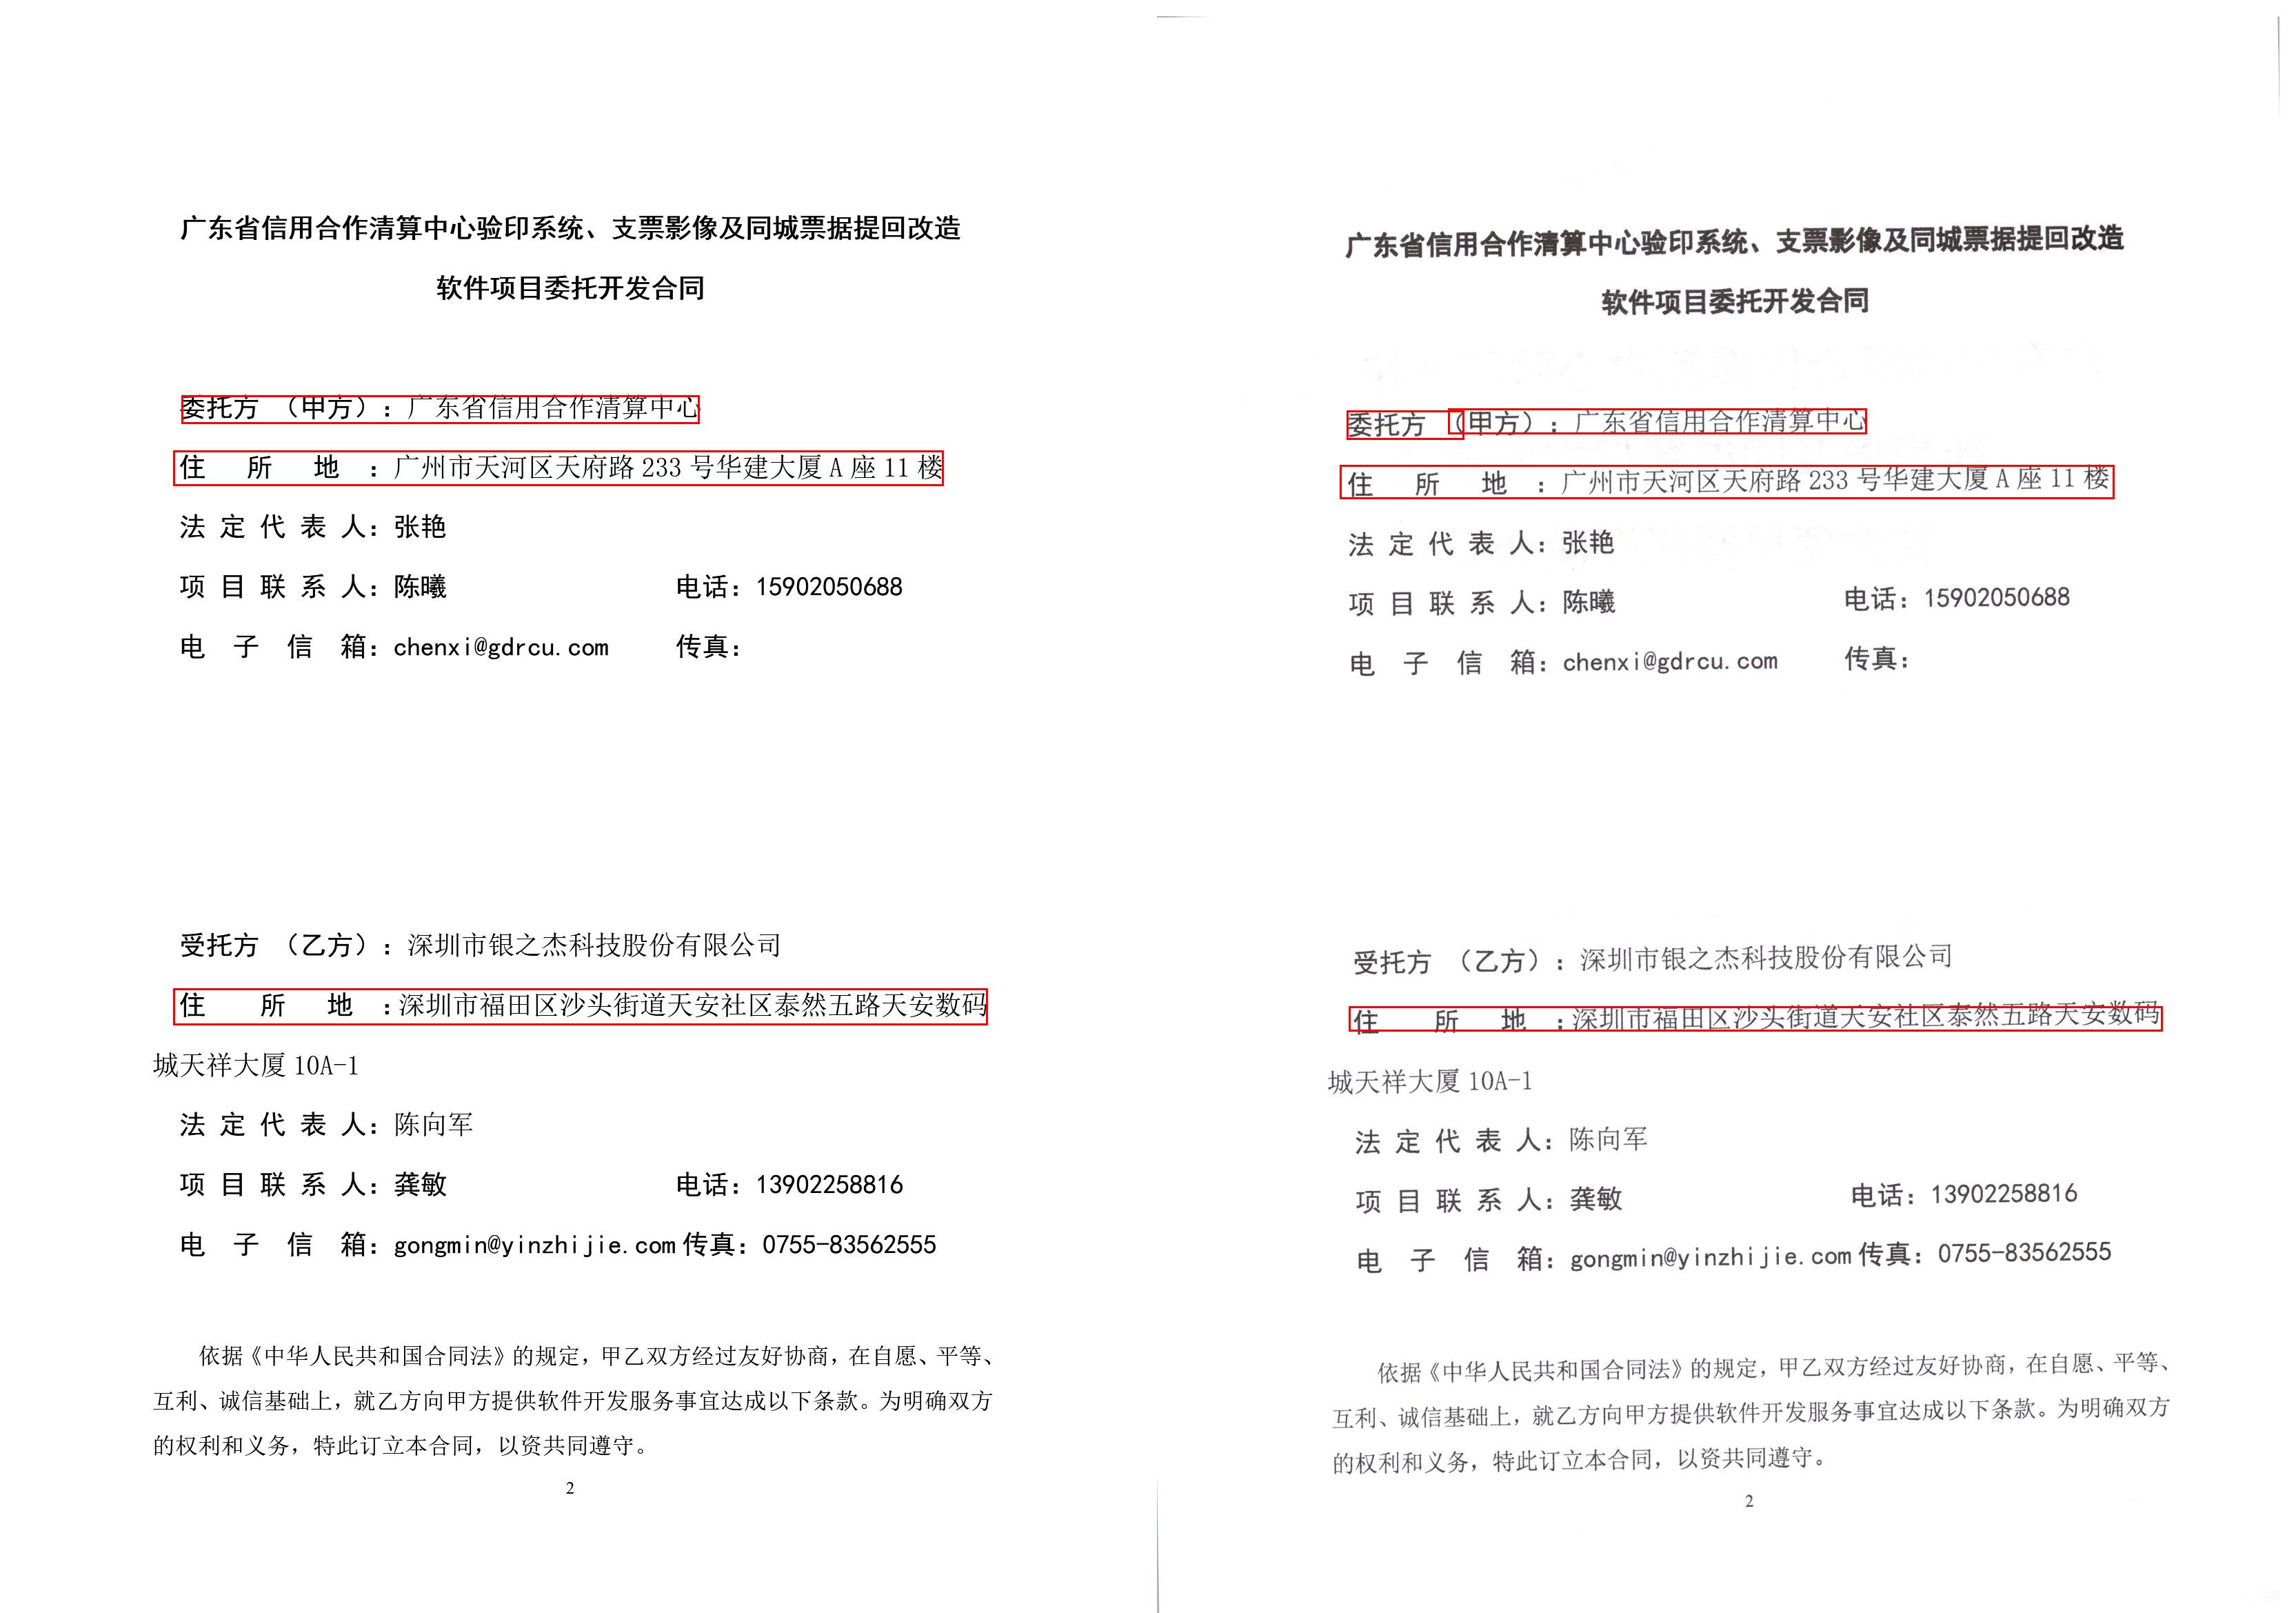 广东省信用合作清算中心验印系统、支票影像及同城票据提回改造
软件项目委托开发合同
委托方 （甲方）：广东省信用合作清算中心
住 所 地 ：广州市天河区天府路 233 号华建大厦 A 座 11 楼
法 定 代 表 人：张艳
项 目 联 系 人：陈曦 电话：15902050688
电 子 信 箱：chenxi@gdrcu.com 传真：
受托方 （乙方）：深圳市银之杰科技股份有限公司
住 所 地 ：深圳市福田区沙头街道天安社区泰然五路天安数码
城天祥大厦 10A-1
法 定 代 表 人：陈向军
项 目 联 系 人：龚敏 电话：13902258816
电 子 信 箱：gongmin@yinzhijie.com 传真：0755-83562555
依据《中华人民共和国合同法》的规定，甲乙双方经过友好协商，在自愿、平等、
互利、诚信基础上，就乙方向甲方提供软件开发服务事宜达成以下条款。为明确双方
的权利和义务，特此订立本合同，以资共同遵守。
2
广东省信用合作清算中心验印系统、支票影像及同城票据提回改造
软件项目委托开发合同
委托方 （甲方）：广东省信用合作清算中心
住 所 地 ：广州市天河区天府路 233 号华建大厦 A 座 11 楼
法 定 代 表 人：张艳
项 目 联 系 人：陈曦 电话：15902050688
电 子 信 箱：chenxi@gdrcu.com 传真：
受托方 （乙方）：深圳市银之杰科技股份有限公司
住 所 地 ：深圳市福田区沙头街道天安社区泰然五路天安数码
城天祥大厦 10A-1
法 定 代 表 人：陈向军
项 目 联 系 人：龚敏 电话：13902258816
电 子 信 箱：gongmin@yinzhijie.com 传真：0755-83562555
依据《中华人民共和国合同法》的规定，甲乙双方经过友好协商，在自愿、平等、
互利、诚信基础上，就乙方向甲方提供软件开发服务事宜达成以下条款。为明确双方
的权利和义务，特此订立本合同，以资共同遵守。
2